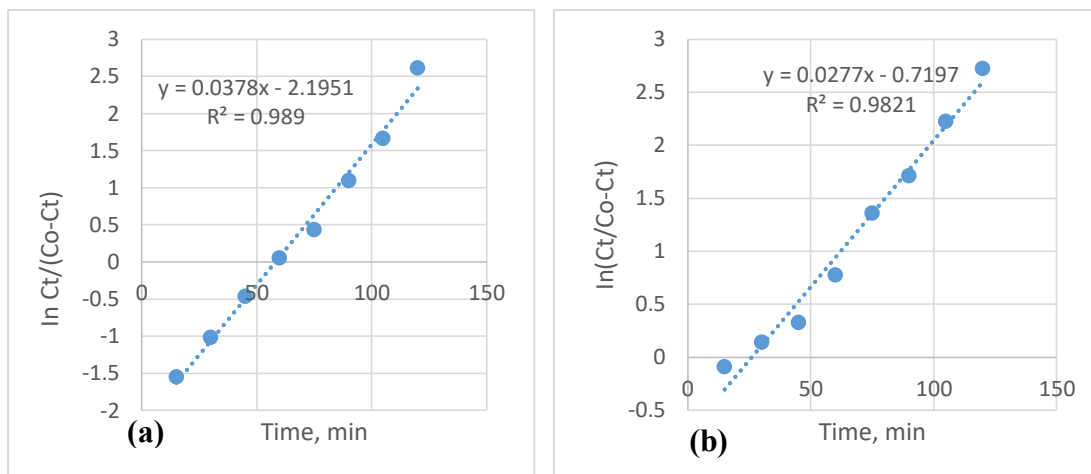 3
2.5
2
1.5
1
0.5
0
-0.5
-1
-1.5
-2
0
50
100
150
y = 0.0378x - 2.1951
R² = 0.989
ln Ct/(Co-Ct)
Time, min
(a)
3
2.5
2
1.5
1
0.5
0
-0.5
0
50
100
150
y = 0.0277x - 0.7197
R² = 0.9821
ln(Ct/Co-Ct)
Time, min
(b)